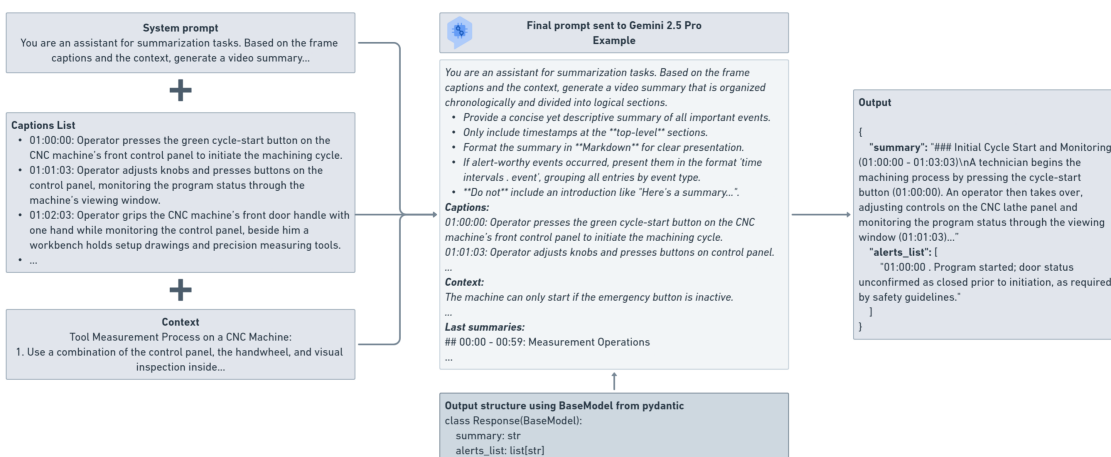 System prompt
You are an assistant for summarization tasks. Based on the frame
captions and the context, generate a video summary...
+
Captions List
• 01:00:00: Operator presses the green cycle-start button on the
CNC machine's front control panel to initiate the machining cycle.
• 01:01:03: Operator adjusts knobs and presses buttons on the
control panel, monitoring the program status through the
machine's viewing window.
• 01:02:03: Operator grips the CNC machine's front door handle with
one hand while monitoring the control panel, beside him a
workbench holds setup drawings and precision measuring tools.
• ...
+
Context
Tool Measurement Process on a CNC Machine:
1. Use a combination of the control panel, the handwheel, and visual
inspection inside...
Final prompt sent to Gemini 2.5 Pro
Example
You are an assistant for summarization tasks. Based on the frame
captions and the context, generate a video summary that is organized
chronologically and divided into logical sections.
• Provide a concise yet descriptive summary of all important events.
• Only include timestamps at the **top-level** sections.
• Format the summary in **Markdown** for clear presentation.
• If alert-worthy events occurred, present them in the format 'time
intervals . event', grouping all entries by event type.
• **Do not** include an introduction like "Here's a summary...".
Captions:
01:00:00: Operator presses the green cycle-start button on the CNC
machine's front control panel to initiate the machining cycle.
01:01:03: Operator adjusts knobs and presses buttons on control panel.
...
Context:
The machine can only start if the emergency button is inactive.
...
Last summaries:
## 00:00 - 00:59: Measurement Operations
...
Output structure using BaseModel from pydantic
class Response(BaseModel):
summary: str
alerts_list: list[str]
Output
{
"summary": "### Initial Cycle Start and Monitoring
(01:00:00 - 01:03:03)\nA technician begins the
machining process by pressing the cycle-start
button (01:00:00). An operator then takes over,
adjusting controls on the CNC lathe panel and
monitoring the program status through the viewing
window (01:01:03)..."
"alerts_list": [
"01:00:00 . Program started; door status
unconfirmed as closed prior to initiation, as required
by safety guidelines."
]
}